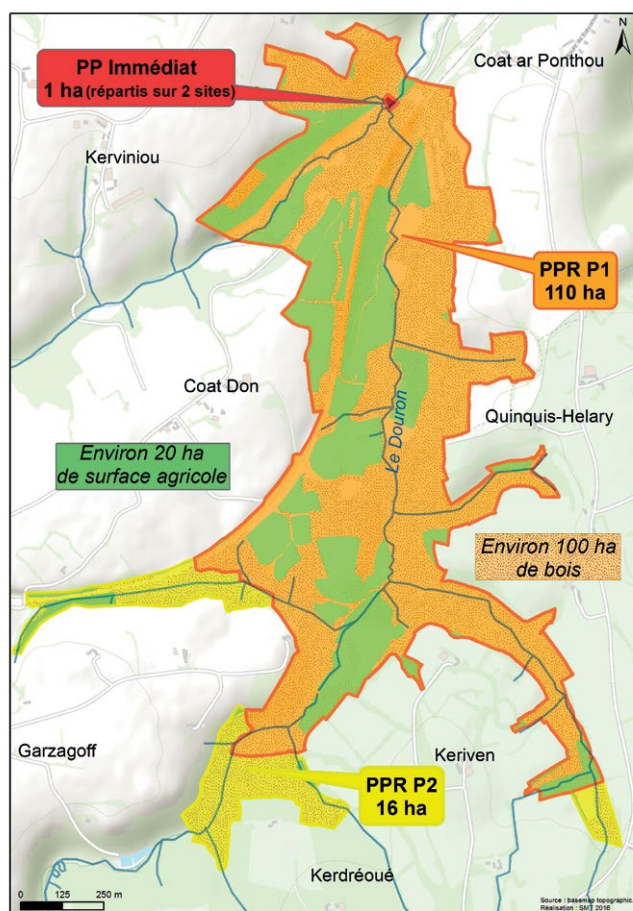 N
PP Immédiat
1 ha (répartis sur 2 sites)
Coat ar Ponthou
Kerviniou
PPR P1
110 ha
Coat Don
Quinquis-Helary
Le Douron
Environ 20 ha
de surface agricole
Environ 100 ha
de bois
Garzagoff
Keriven
PPR P2
16 ha
Kerdréoué
0 125 250 m
Source : basemap topographic
Réalisation : SMT 2016